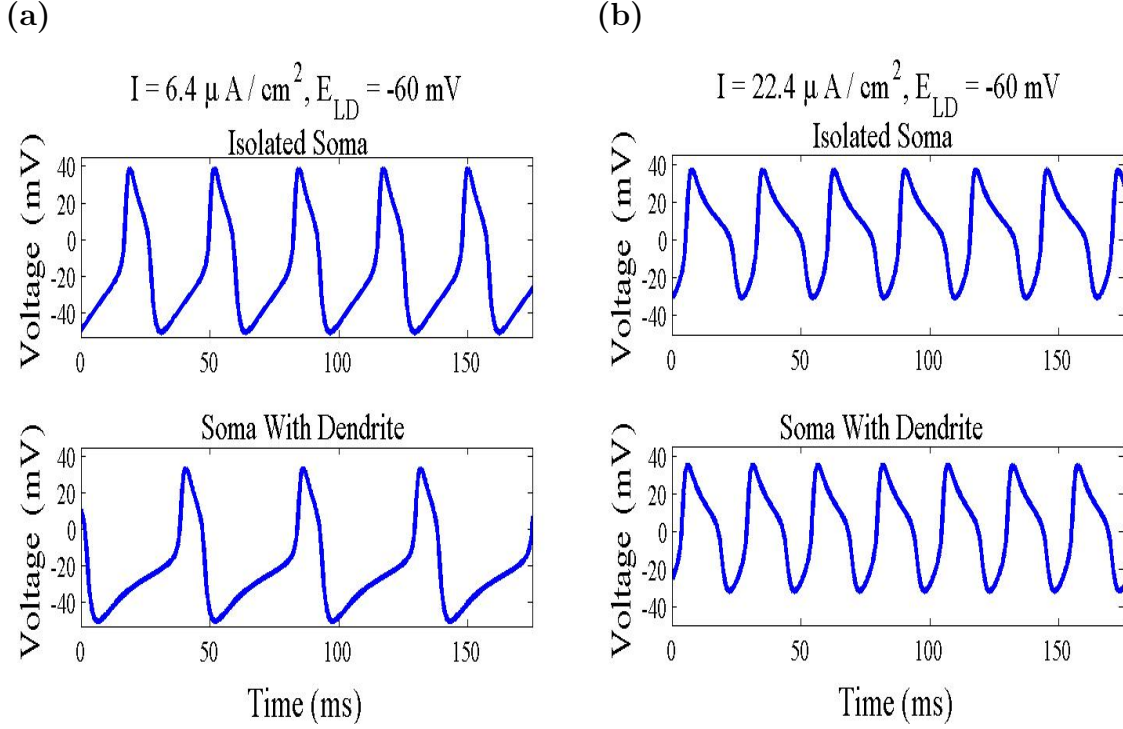 (a)
I = 6.4 μ A / cm², E_LD = -60 mV
Isolated Soma
Voltage (mV)
40
20
0
-20
-40
0 50 100 150
Soma With Dendrite
Voltage (mV)
40
20
0
-20
-40
0 50 100 150
Time (ms)
(b)
I = 22.4 μ A / cm², E_LD = -60 mV
Isolated Soma
Voltage (mV)
40
20
0
-20
-40
0 50 100 150
Soma With Dendrite
Voltage (mV)
40
20
0
-20
-40
0 50 100 150
Time (ms)